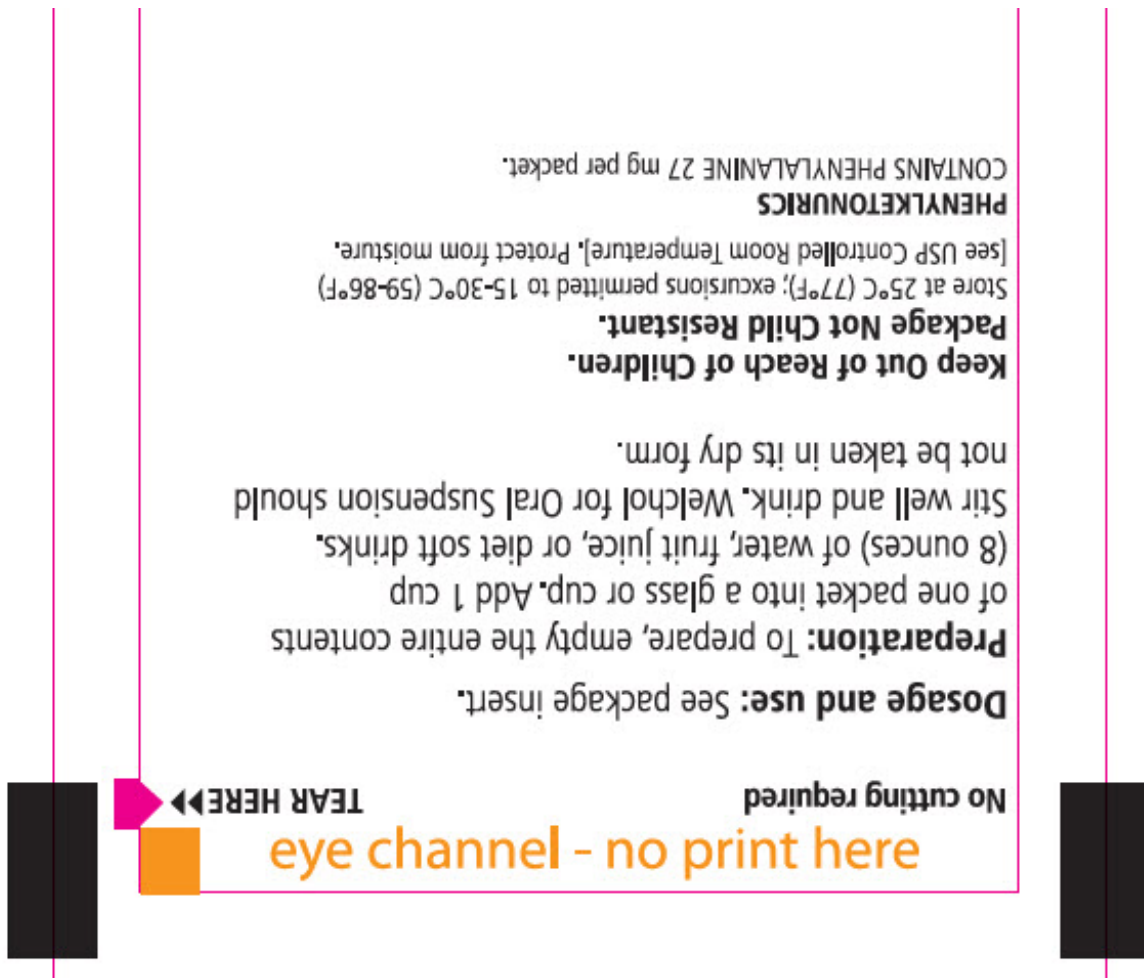 No cutting required TEAR HERE
Dosage and use: See package insert.
Preparation: To prepare, empty the entire contents
of one packet into a glass or cup. Add 1 cup
(8 ounces) of water, fruit juice, or diet soft drinks.
Stir well and drink. Welchol for Oral Suspension should
not be taken in its dry form.
Keep Out of Reach of Children.
Package Not Child Resistant.
Store at 25°C (77°F); excursions permitted to 15-30°C (59-86°F)
[see USP Controlled Room Temperature]. Protect from moisture.
PHENYLKETONURICS
CONTAINS PHENYLALANINE 27 mg per packet.
eye channel - no print here